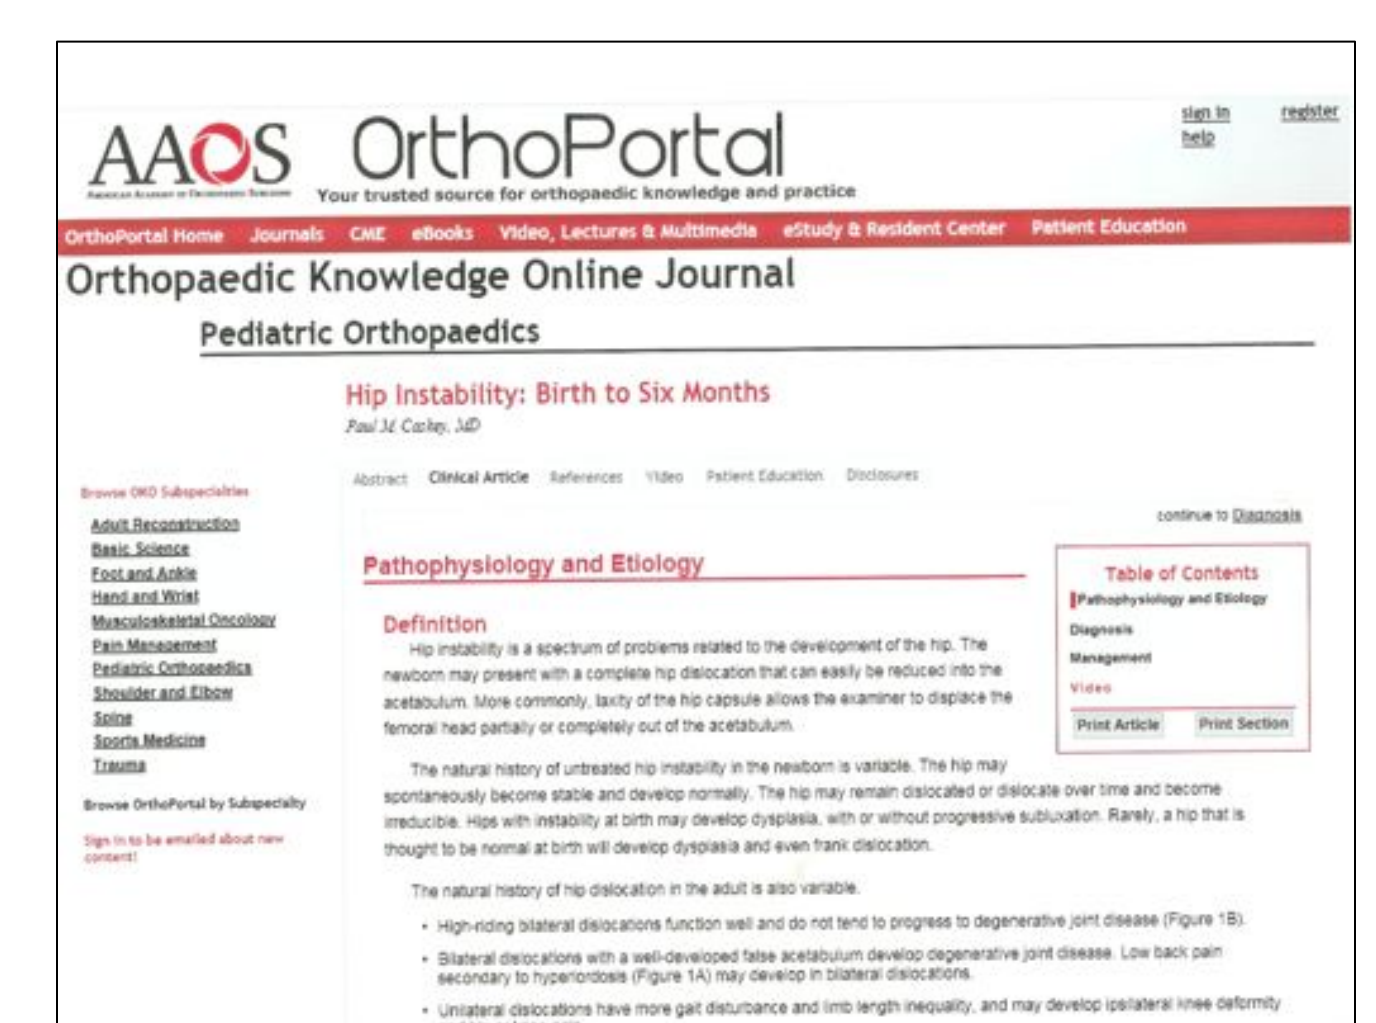 AAOS
AMERICAN ACADEMY OF ORTHOPAEDIC SURGEONS
OrthoPortal
Your trusted source for orthopaedic knowledge and practice
sign in register
help
OrthoPortal Home Journals CME eBooks Video, Lectures & Multimedia eStudy & Resident Center Patient Education
Orthopaedic Knowledge Online Journal
Pediatric Orthopaedics
Hip Instability: Birth to Six Months
Paul M. Caskey, MD
Abstract Clinical Article References Video Patient Education Disclosures
Browse OKO Subspecialties
Adult Reconstruction
Basic Science
Foot and Ankle
Hand and Wrist
Musculoskeletal Oncology
Pain Management
Pediatric Orthopaedics
Shoulder and Elbow
Spine
Sports Medicine
Trauma
Browse OrthoPortal by Subspecialty
Sign in to be emailed about new
content!
continue to Diagnosis
Pathophysiology and Etiology
Definition
Hip instability is a spectrum of problems related to the development of the hip. The
newborn may present with a complete hip dislocation that can easily be reduced into the
acetabulum. More commonly, laxity of the hip capsule allows the examiner to displace the
femoral head partially or completely out of the acetabulum.
The natural history of untreated hip instability in the newborn is variable. The hip may
spontaneously become stable and develop normally. The hip may remain dislocated or dislocate over time and become
irreducible. Hips with instability at birth may develop dysplasia, with or without progressive subluxation. Rarely, a hip that is
thought to be normal at birth will develop dysplasia and even frank dislocation.
The natural history of hip dislocation in the adult is also variable.
• High-riding bilateral dislocations function well and do not tend to progress to degenerative joint disease (Figure 1B).
• Bilateral dislocations with a well-developed false acetabulum develop degenerative joint disease. Low back pain
secondary to hyperlordosis (Figure 1A) may develop in bilateral dislocations.
• Unilateral dislocations have more gait disturbance and limb length inequality, and may develop ipsilateral knee deformity
Table of Contents
Pathophysiology and Etiology
Diagnosis
Management
Video
Print Article Print Section